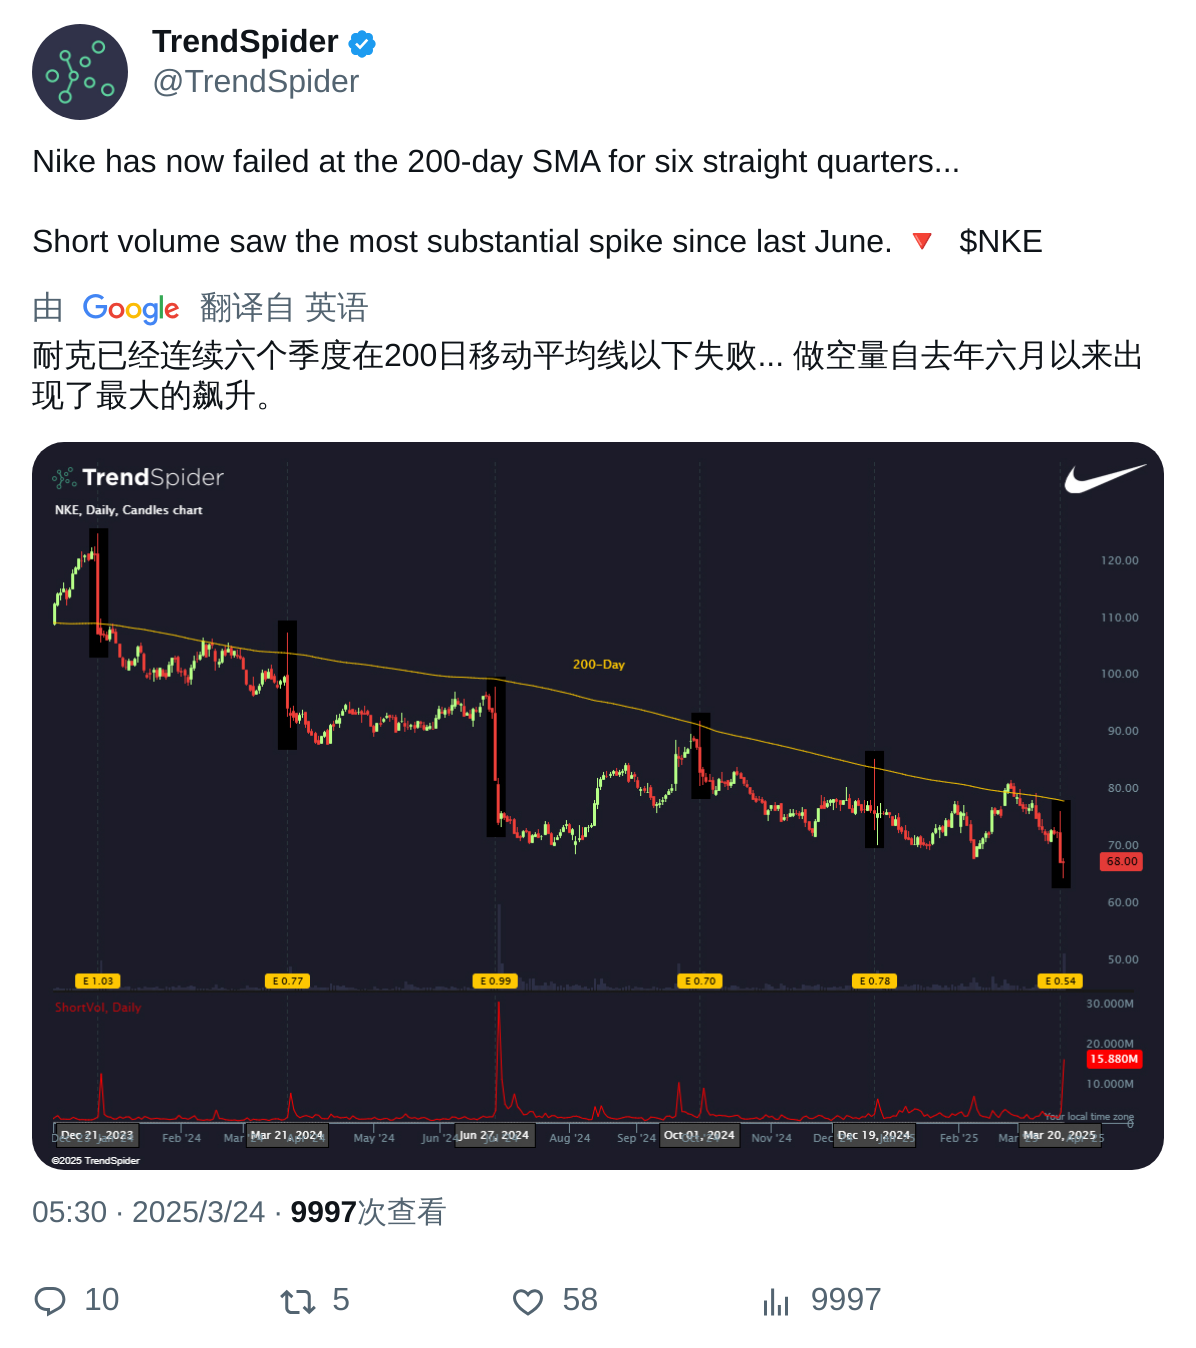 TrendSpider
@TrendSpider
Nike has now failed at the 200-day SMA for six straight quarters...
Short volume saw the most substantial spike since last June. 🔻 $NKE
由 Google 翻译自 英语
耐克已经连续六个季度在200日移动平均线以下失败... 做空量自去年六月以来出
现了最大的飙升。
TrendSpider
NKE, Daily, Candles chart
120.00
110.00
200-Day
100.00
90.00
80.00
70.00
68.00
60.00
50.00
E 1.03 E 0.77 E 0.99 E 0.70 E 0.78 E 0.54
ShortVol, Daily
30.000M
20.000M
15.880M
10.000M
Your local time zone
0
Dec 21, 2023 Feb '24 Mar Mar 21, 2024 May '24 Jun '24 Jun 27, 2024 Aug '24 Sep '24 Oct 01, 2024 Nov '24 Dec Dec 19, 2024 Feb '25 Mar Mar 20, 2025
©2025 TrendSpider
05:30 · 2025/3/24 · 9997次查看
10 5 58 9997